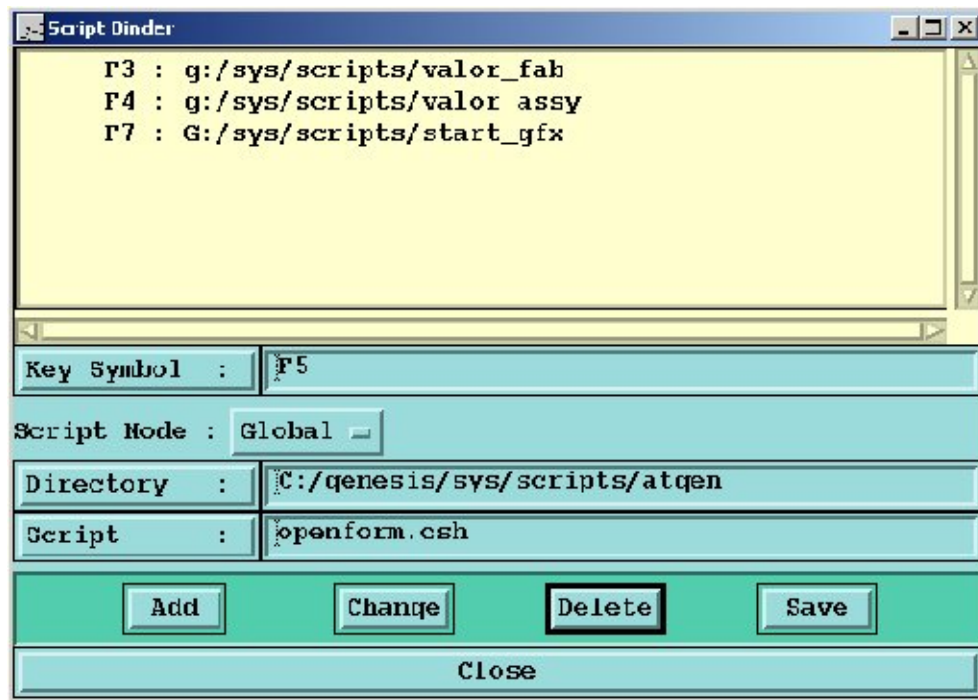 Script Binder
F3 : g:/sys/scripts/valor_fab
F4 : g:/sys/scripts/valor assy
F7 : G:/sys/scripts/start_gfx
Key Symbol :
F5
Script Mode :
Global
Directory :
C:/genesis/sys/scripts/atgen
Script :
openform.csh
Add
Change
Delete
Save
Close